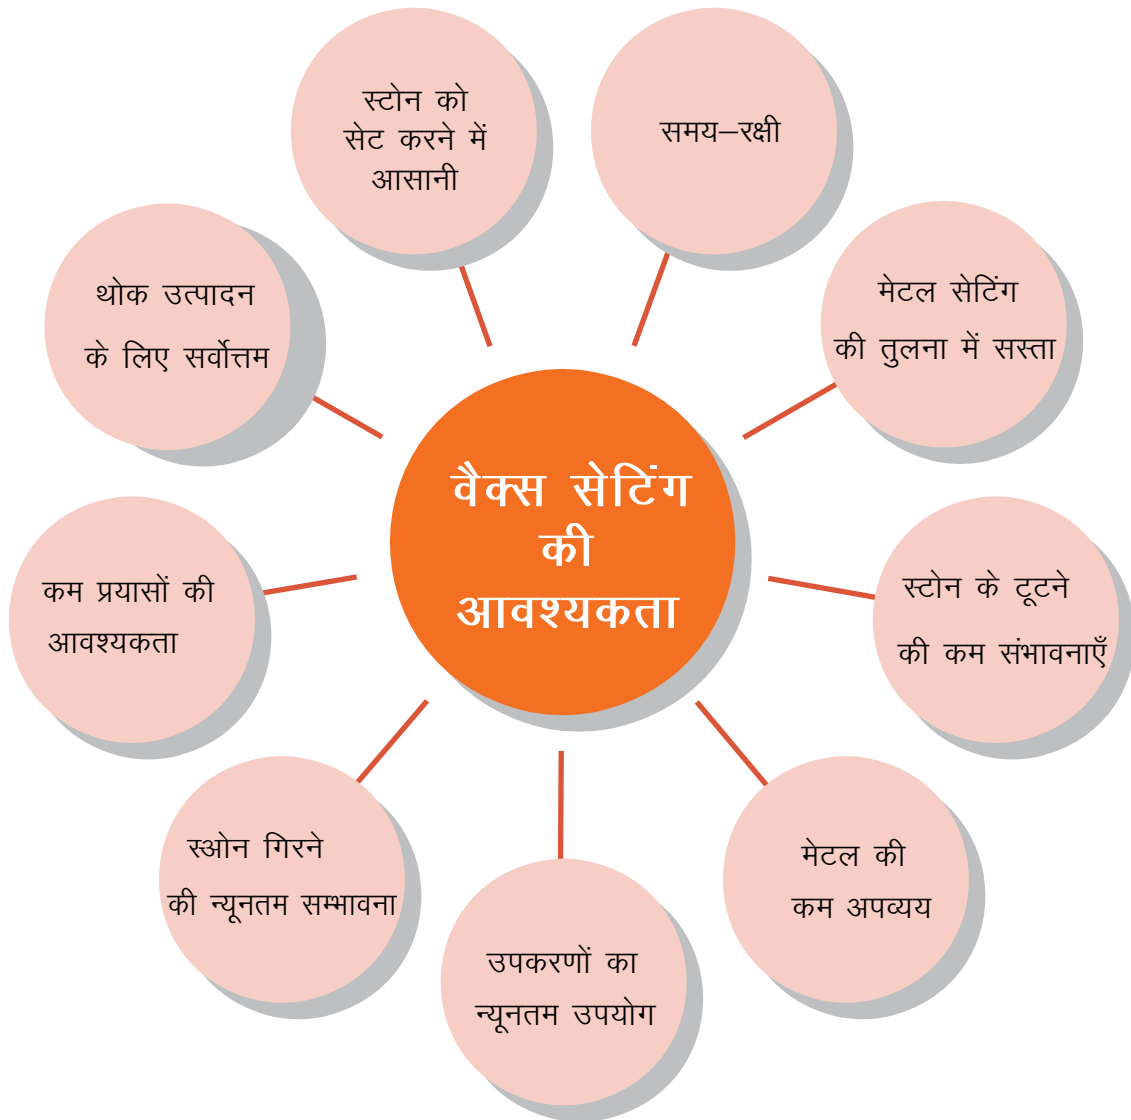 वैक्स सेटिंग
की
आवश्यकता
स्टोन को
सेट करने में
आसानी
समय–रक्षी
मेटल सेटिंग
की तुलना में सस्ता
स्टोन के टूटने
की कम संभावनाएँ
मेटल की
कम अपव्यय
उपकरणों का
न्यूनतम उपयोग
स्ओन गिरने
की न्यूनतम सम्भावना
कम प्रयासों की
आवश्यकता
थोक उत्पादन
के लिए सर्वोत्तम